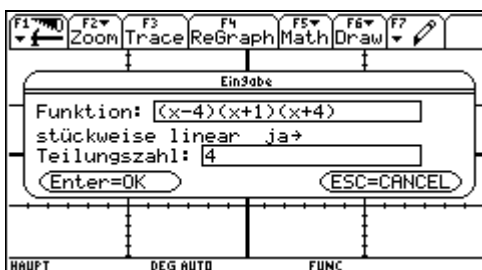 F1 F2 Zoom F3 Trace F4 ReGraph F5 Math F6 Draw F7
Eingabe
Funktion: (x-4)(x+1)(x+4)
stückweise linear ja→
Teilungszahl: 4
Enter=OK ESC=CANCEL
HAUPT DEG AUTO FUNC